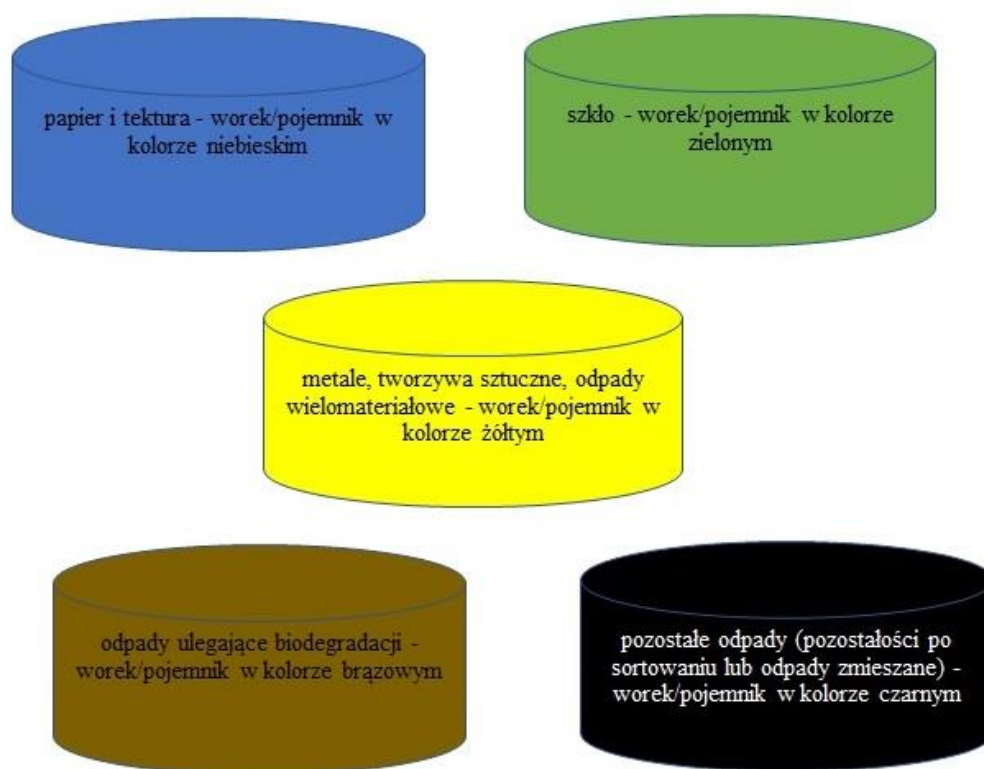 papier i tektura - worek/pojemnik w
kolorze niebieskim
szkło - worek/pojemnik w kolorze
zielonym
metale, tworzywa sztuczne, odpady
wielomateriałowe - worek/pojemnik w
kolorze żółtym
odpady ulegające biodegradacji -
worek/pojemnik w kolorze brązowym
pozostałe odpady (pozostałości po
sortowaniu lub odpady zmieszane) -
worek/pojemnik w kolorze czarnym